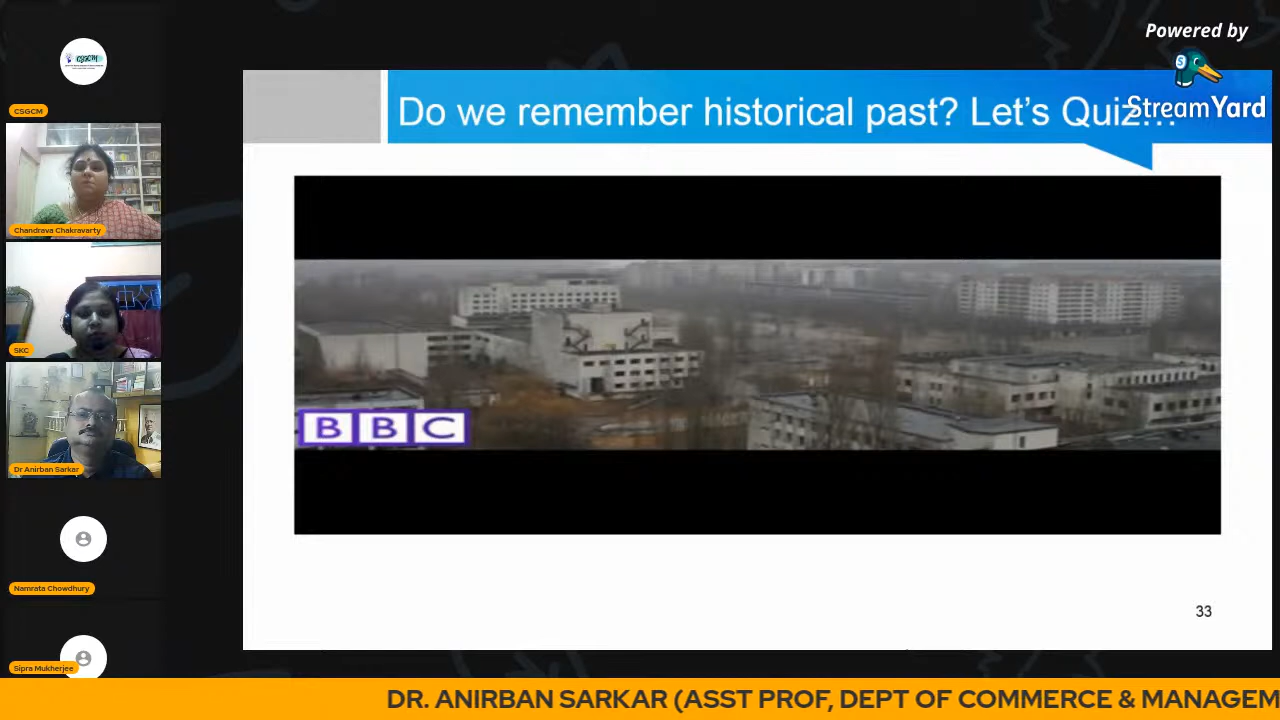 Powered by
StreamYard
CSGCM
Chandrava Chakravarty
SKC
Dr Anirban Sarkar
Namrata Chowdhury
Sipra Mukherjee
Do we remember historical past? Let's Quiz...
BBC
33
DR. ANIRBAN SARKAR (ASST PROF, DEPT OF COMMERCE & MANAGEM